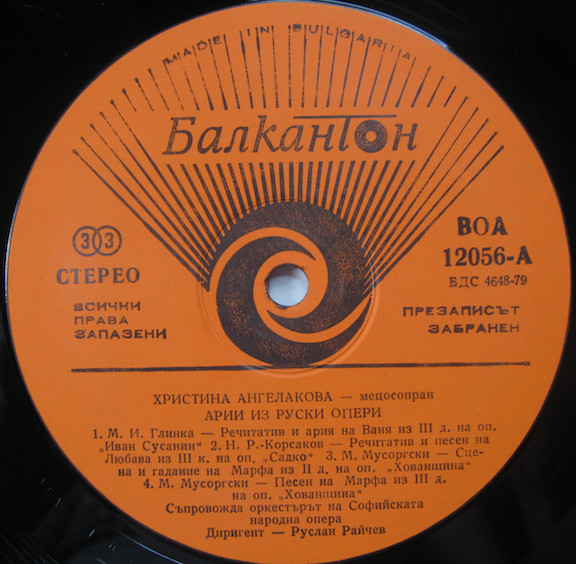 MADE IN BULGARIA
Балкантон
33
СТЕРЕО
ВСИЧКИ
ПРАВА
ЗАПАЗЕНИ
ВОА
12056-А
БДС 4648-79
ПРЕЗАПИСЪТ
ЗАБРАНЕН
ХРИСТИНА АНГЕЛАКОВА — мецосопран
АРИИ ИЗ РУСКИ ОПЕРИ
1. М. И. Глинка — Речитатив и ария на Ваня из III д. на оп.
„Иван Сусанин“ 2. Н. Р.-Корсаков — Речитатив и песен на
Любава из III к. на оп. „Садко“ 3. М. Мусоргски — Сце-
на и гадание на Марфа из II д, на оп. „Хованщина“
4. М. Мусоргски — Песен на Марфа из III д.
на оп. „Хованщина“
Съпровожда оркестърът на Софийската
народна опера
Диригент — Руслан Райчев